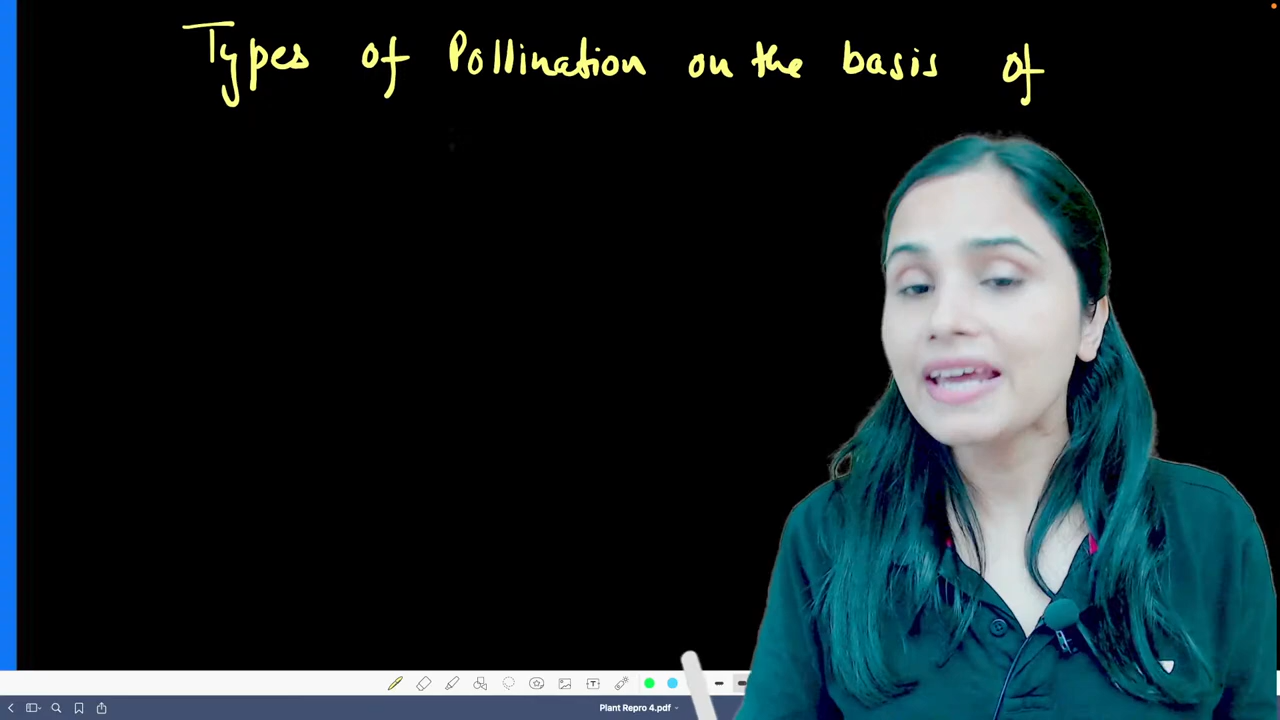 Types of Pollination on the basis of
Plant Repro 4.pdf